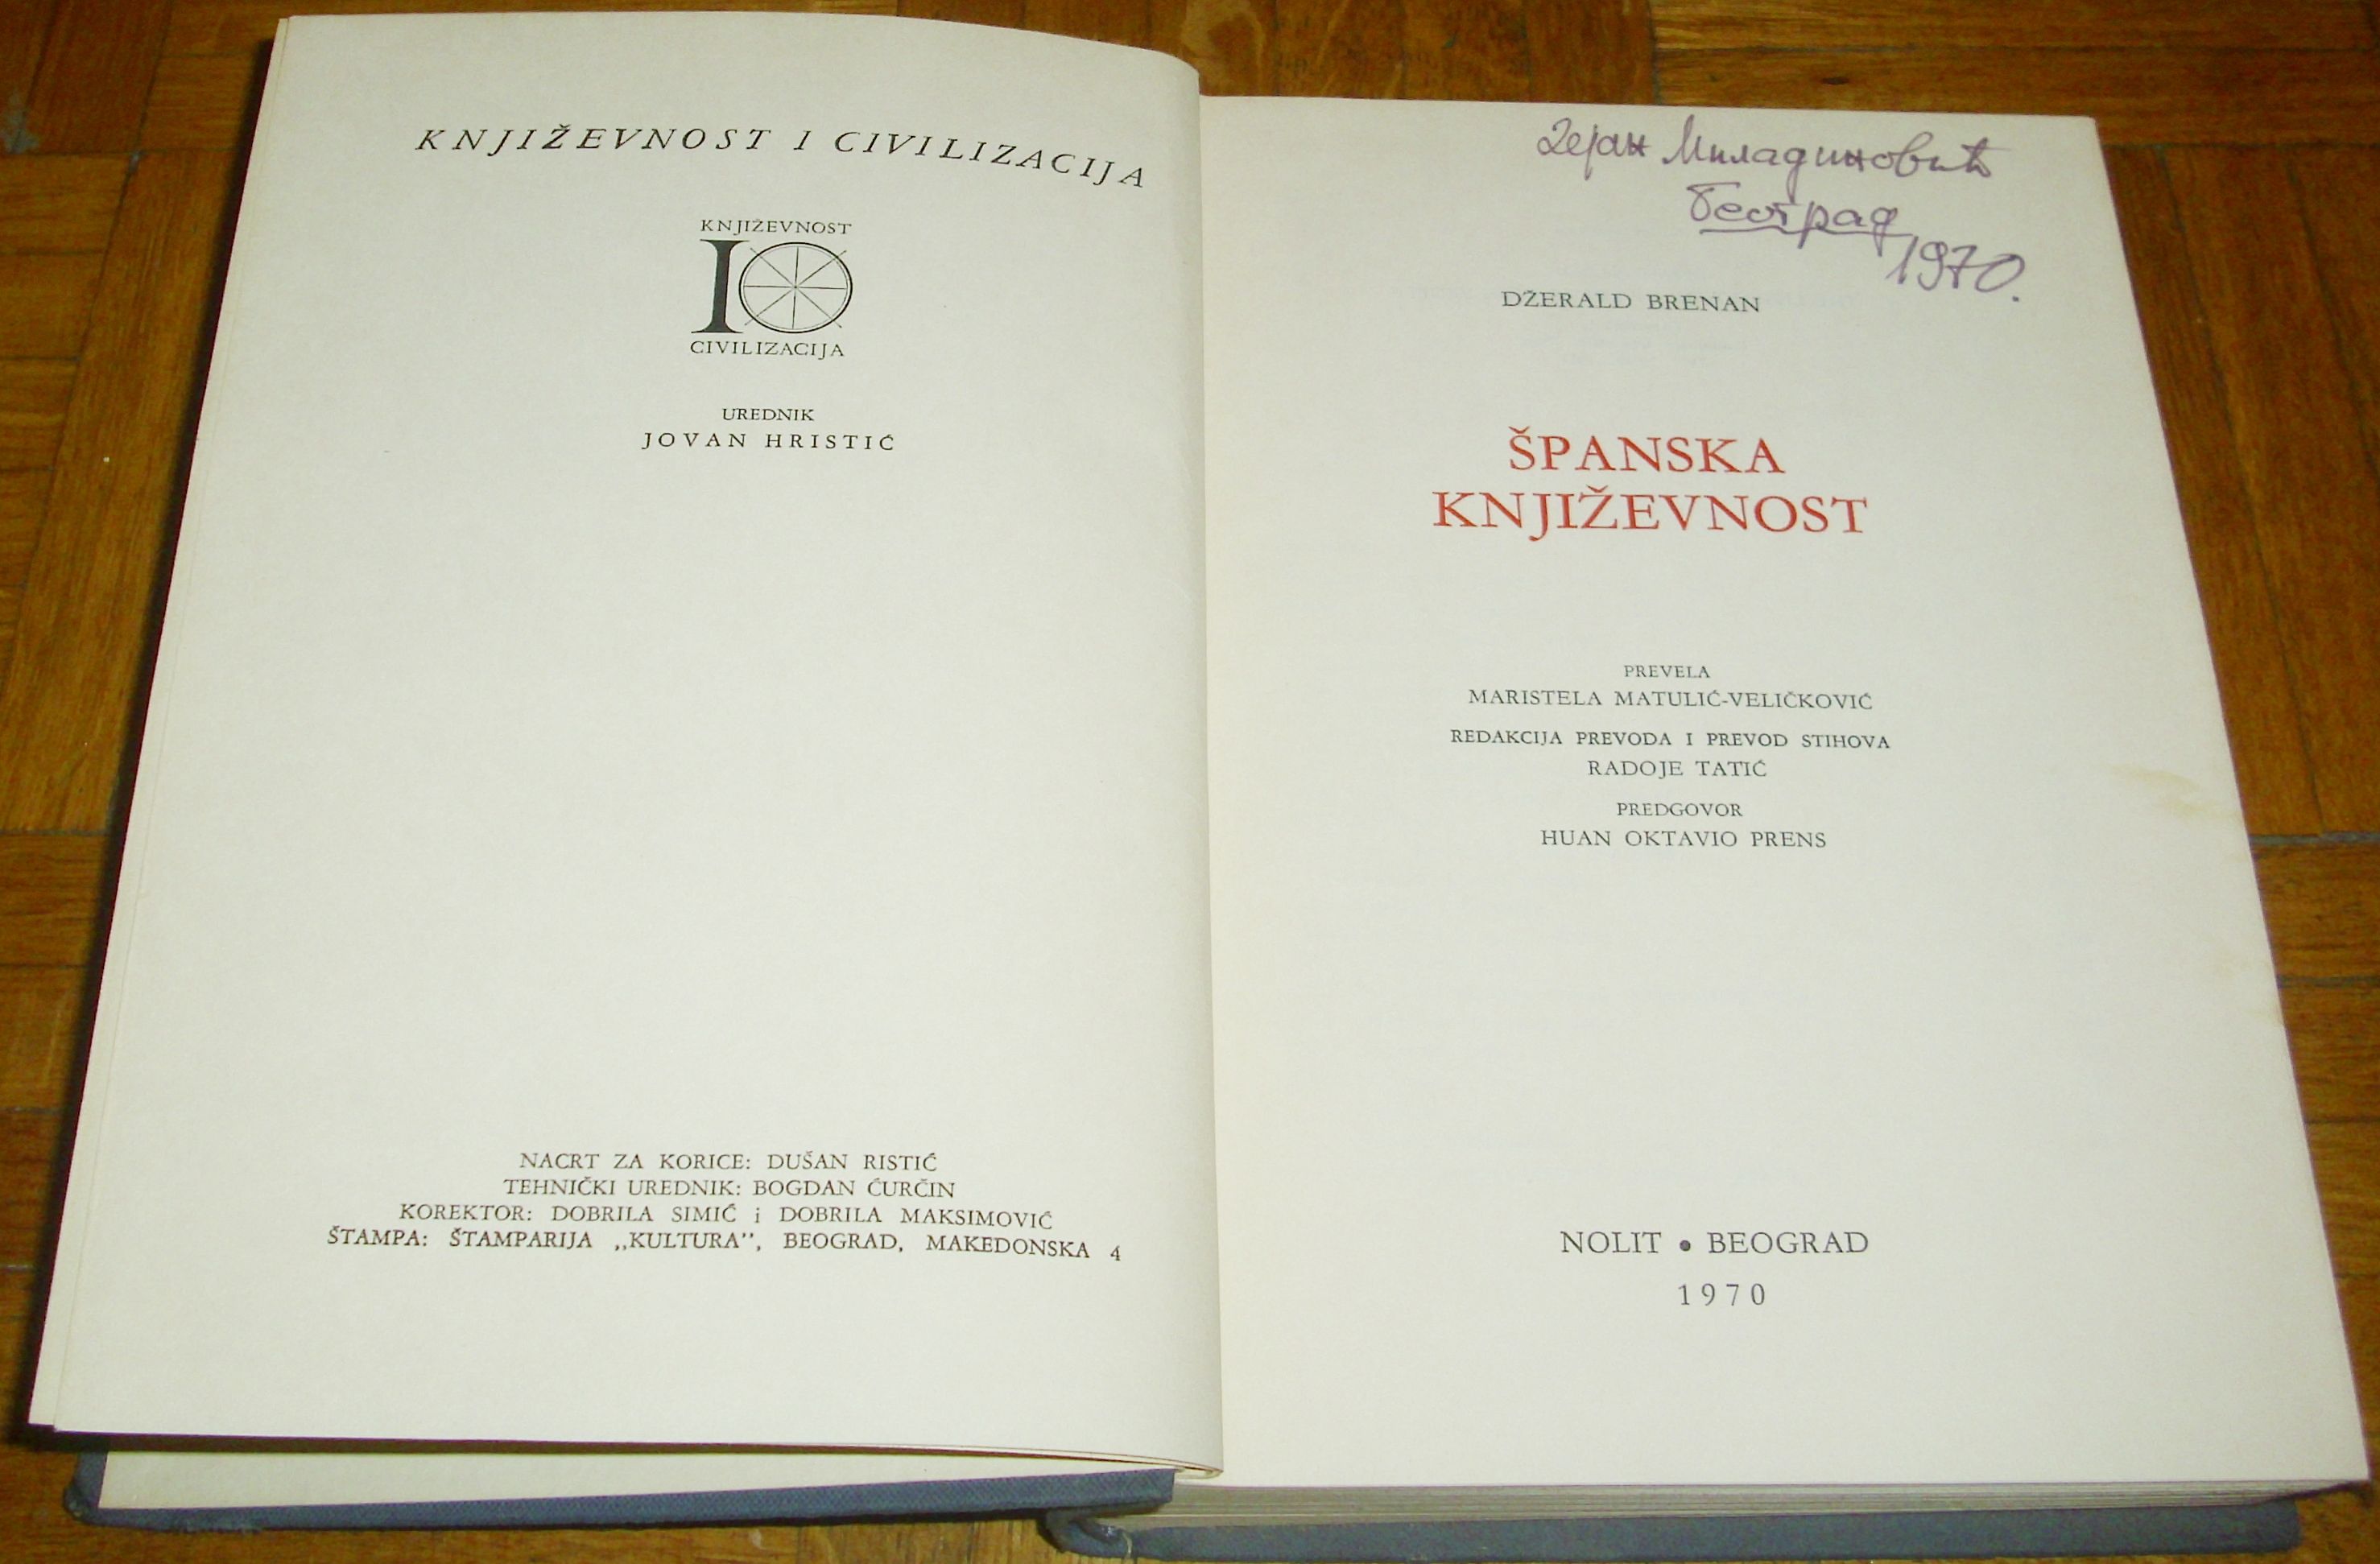 KNJIŽEVNOST I CIVILIZACIJA
KNJIŽEVNOST
I
CIVILIZACIJA
UREDNIK
JOVAN HRISTIĆ
NACRT ZA KORICE: DUŠAN RISTIĆ
TEHNIČKI UREDNIK: BOGDAN ĆURČIN
KOREKTOR: DOBRILA SIMIĆ i DOBRILA MAKSIMOVIĆ
ŠTAMPA: ŠTAMPARIJA „KULTURA”, BEOGRAD, MAKEDONSKA 4
Дејан Миладиновић
Београд
1970.
DŽERALD BRENAN
ŠPANSKA
KNJIŽEVNOST
PREVELA
MARISTELA MATULIĆ-VELIČKOVIĆ
REDAKCIJA PREVODA I PREVOD STIHOVA
RADOJE TATIĆ
PREDGOVOR
HUAN OKTAVIO PRENS
NOLIT • BEOGRAD
1970